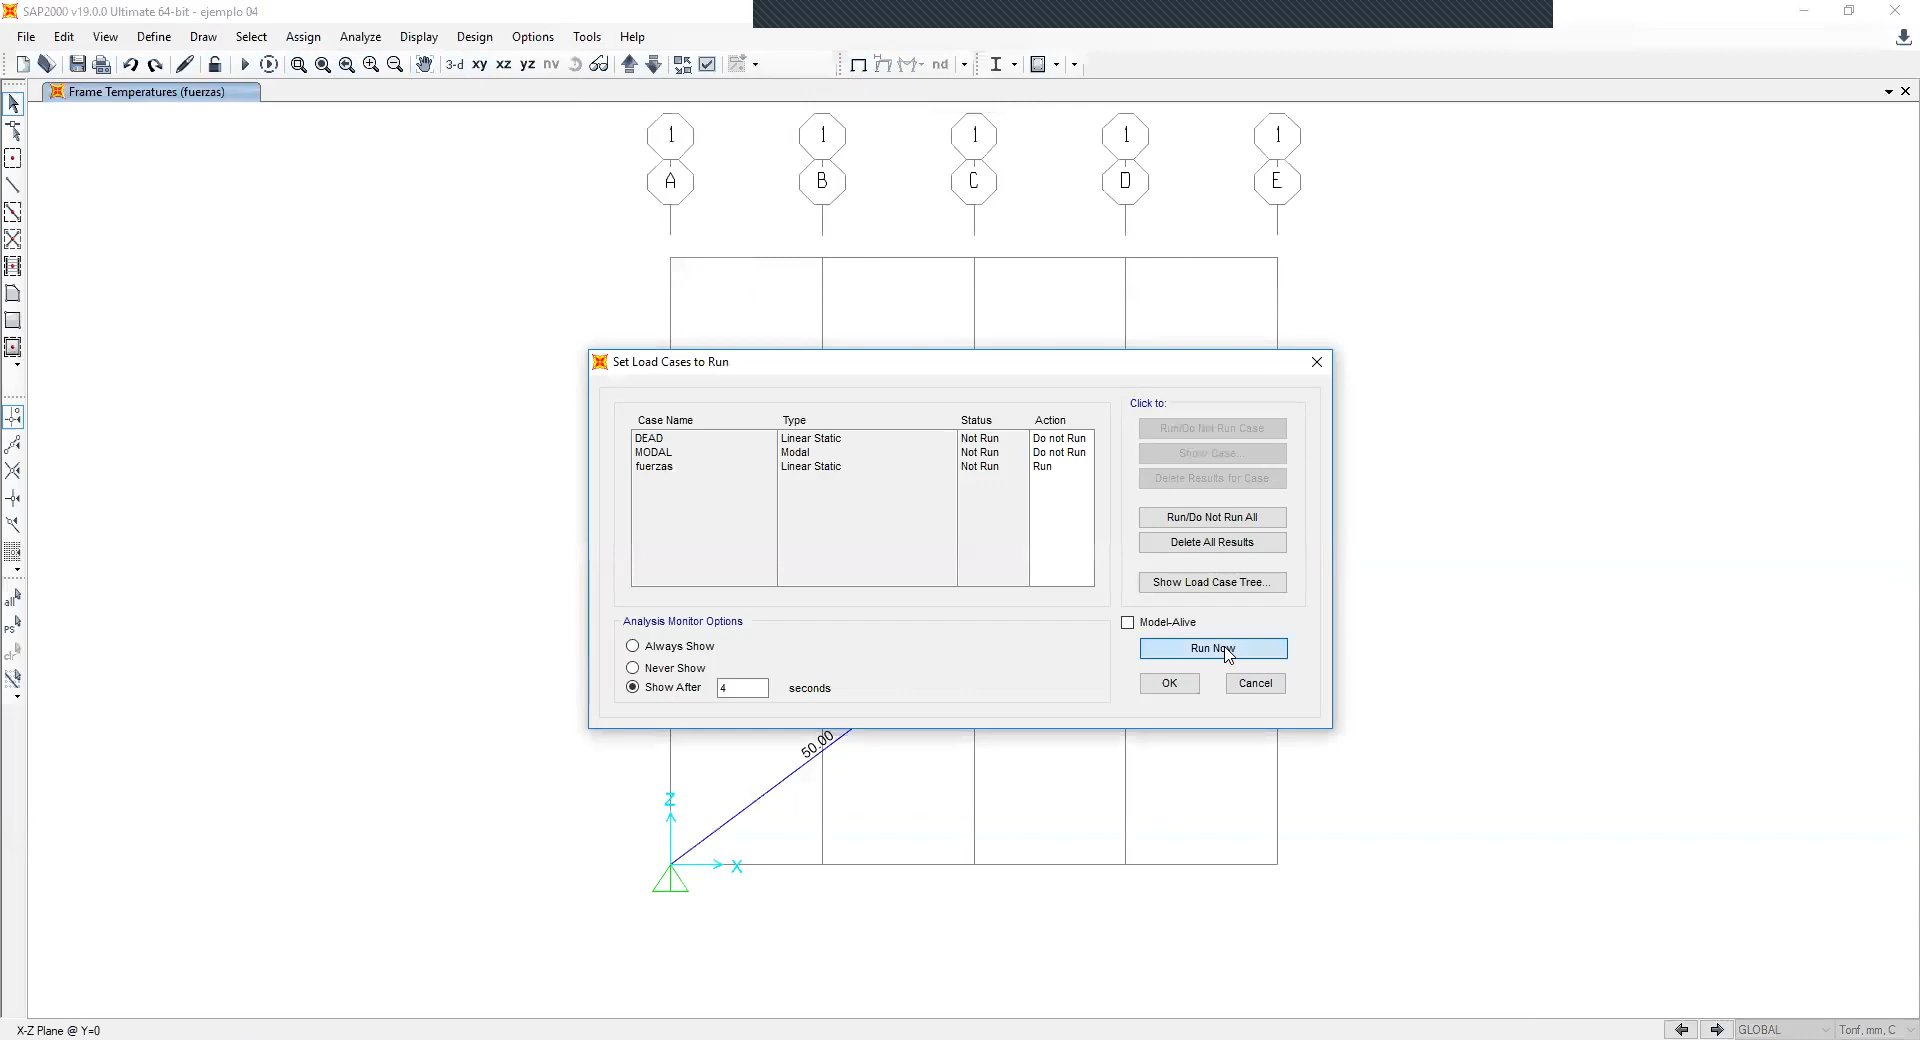 SAP2000 v19.0.0 Ultimate 64-bit - ejemplo 04
File Edit View Define Draw Select Assign Analyze Display Design Options Tools Help
3-d xy xz yz nv nd
Frame Temperatures (fuerzas)
1 1 1 1 1
A B C D E
Set Load Cases to Run
Click to:
Case Name Type Status Action
DEAD Linear Static Not Run Do not Run
MODAL Modal Not Run Do not Run
fuerzas Linear Static Not Run Run
Run/Do Not Run Case
Show Case...
Delete Results for Case
Run/Do Not Run All
Delete All Results
Show Load Case Tree...
Analysis Monitor Options
Always Show
Never Show
Show After 4 seconds
Model-Alive
Run Now
OK Cancel
50.00
Z
X
all
PS
clr
X-Z Plane @ Y=0
GLOBAL
Tonf, mm, C